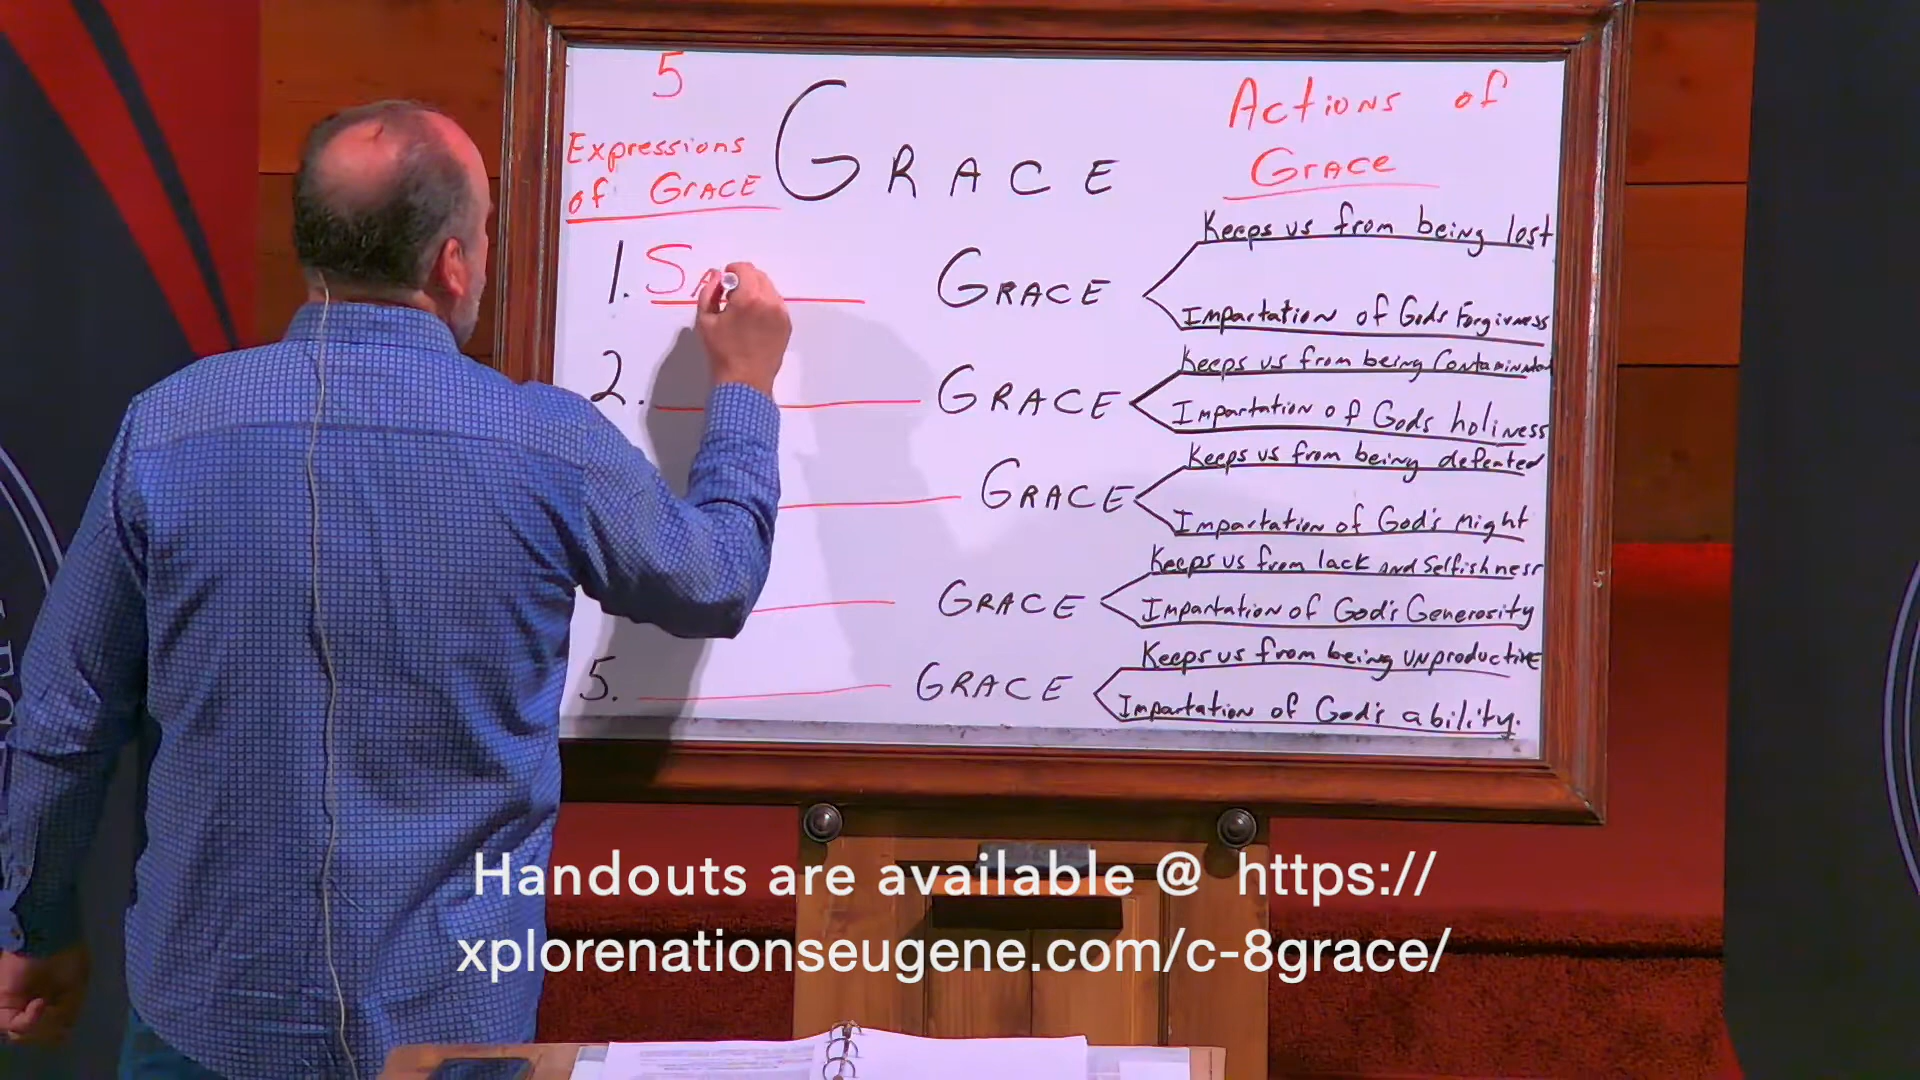 5
Expressions
of GRACE
GRACE
Actions of
Grace
1. SA
GRACE
Keeps us from being lost
Impartation of Gods Forgivness
2.
GRACE
Keeps us from being
Impartation of Gods holiness
GRACE
Keeps us from being defeated
Impartation of God's Might
GRACE
Keeps us from lack and Selfishness
Impartation of God's Generosity
5.
GRACE
Keeps us from being UNproductive
Impartation of God's ability.
Handouts are available @ https://
xplorenationseugene.com/c-8grace/